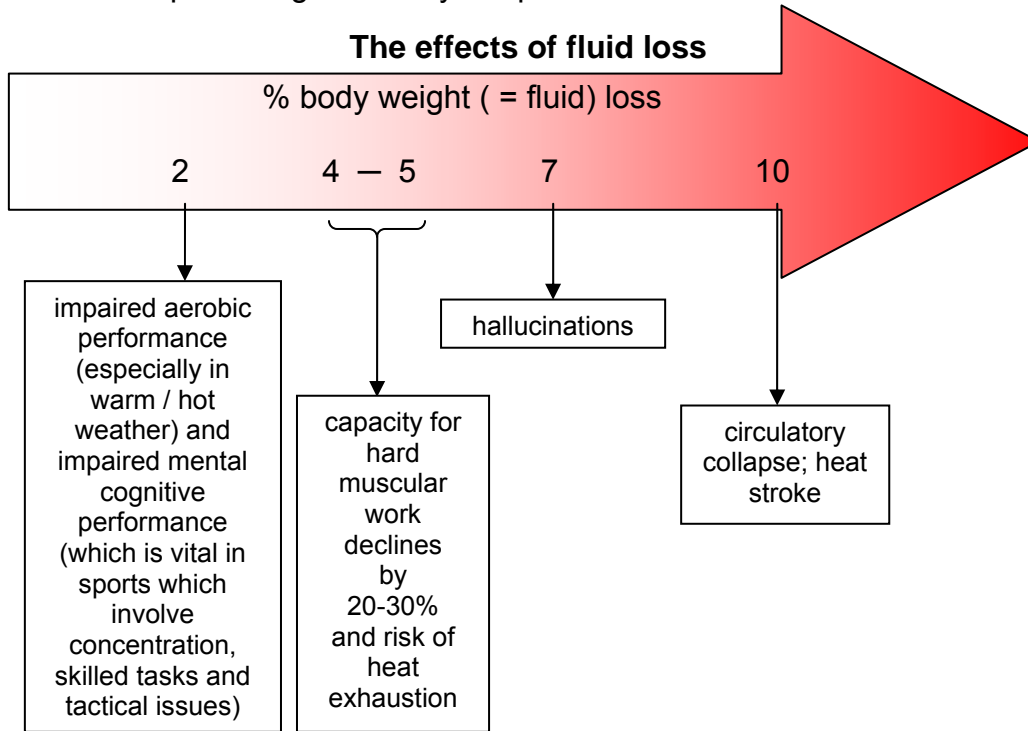 The effects of fluid loss
% body weight ( = fluid) loss
2
4 – 5
7
10
impaired aerobic
performance
(especially in
warm / hot
weather) and
impaired mental
cognitive
performance
(which is vital in
sports which
involve
concentration,
skilled tasks and
tactical issues)
capacity for
hard
muscular
work
declines
by
20-30%
and risk of
heat
exhaustion
hallucinations
circulatory
collapse; heat
stroke